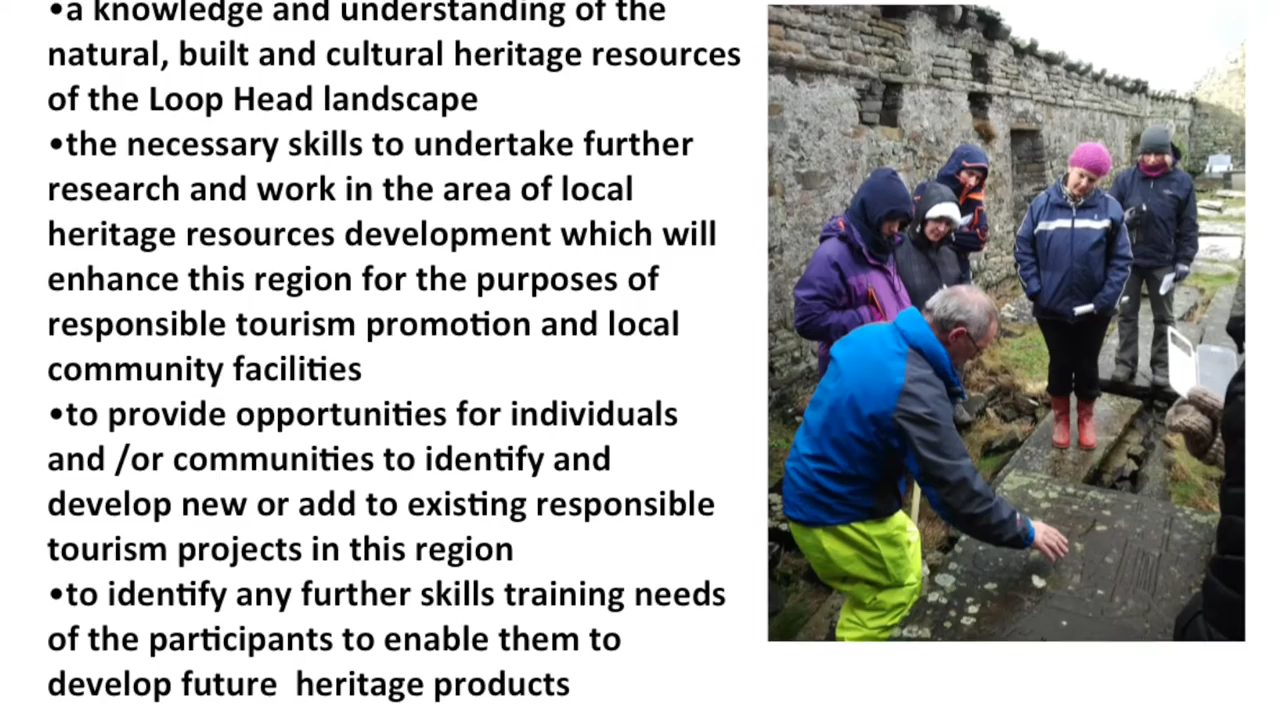 •a knowledge and understanding of the
natural, built and cultural heritage resources
of the Loop Head landscape
•the necessary skills to undertake further
research and work in the area of local
heritage resources development which will
enhance this region for the purposes of
responsible tourism promotion and local
community facilities
•to provide opportunities for individuals
and /or communities to identify and
develop new or add to existing responsible
tourism projects in this region
•to identify any further skills training needs
of the participants to enable them to
develop future  heritage products